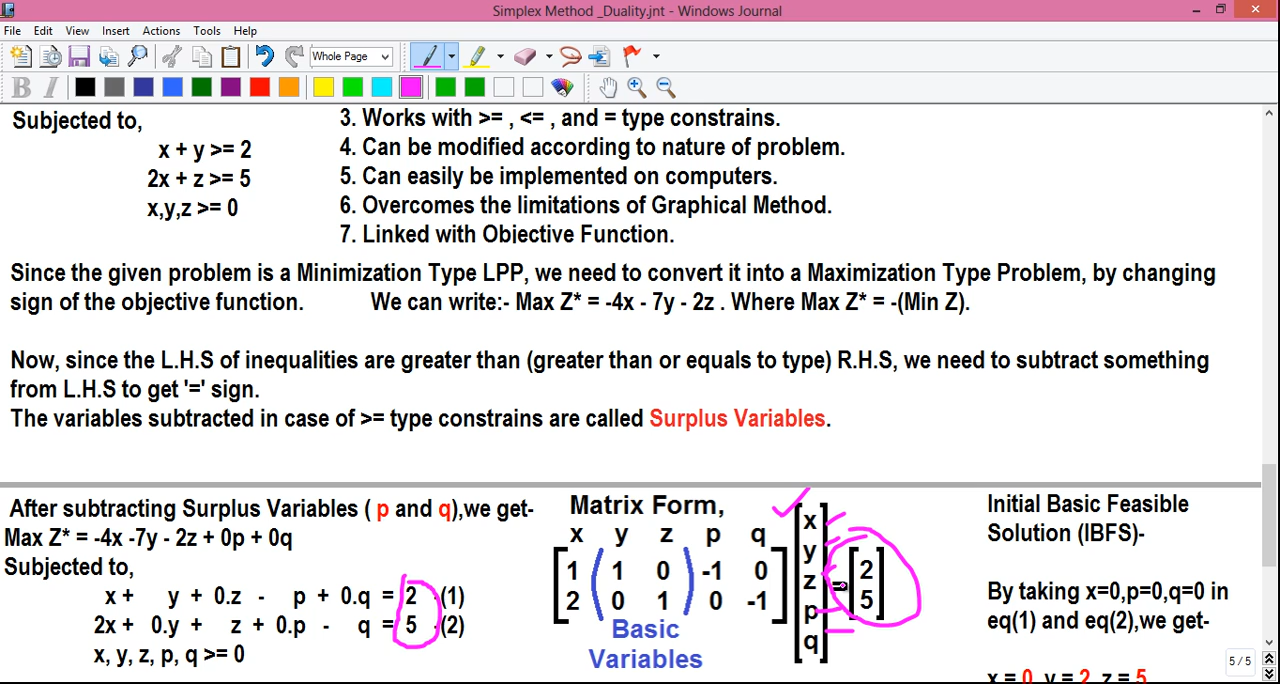 Simplex Method _Duality.jnt - Windows Journal
File Edit View Insert Actions Tools Help
Whole Page
B I
Subjected to,
x + y >= 2
2x + z >= 5
x,y,z >= 0
3. Works with >= , <= , and = type constrains.
4. Can be modified according to nature of problem.
5. Can easily be implemented on computers.
6. Overcomes the limitations of Graphical Method.
7. Linked with Objective Function.
Since the given problem is a Minimization Type LPP, we need to convert it into a Maximization Type Problem, by changing
sign of the objective function. We can write:- Max Z* = -4x - 7y - 2z . Where Max Z* = -(Min Z).
Now, since the L.H.S of inequalities are greater than (greater than or equals to type) R.H.S, we need to subtract something
from L.H.S to get '=' sign.
The variables subtracted in case of >= type constrains are called Surplus Variables.
After subtracting Surplus Variables ( p and q),we get-
Max Z* = -4x -7y - 2z + 0p + 0q
Subjected to,
x + y + 0.z - p + 0.q = 2 -(1)
2x + 0.y + z + 0.p - q = 5 -(2)
x, y, z, p, q >= 0
Matrix Form,
x y z p q
1 1 0 -1 0
2 0 1 0 -1
Basic
Variables
x
y
z
p
q
=
2
5
Initial Basic Feasible
Solution (IBFS)-
By taking x=0,p=0,q=0 in
eq(1) and eq(2),we get-
x = 0, y = 2, z = 5
5 / 5